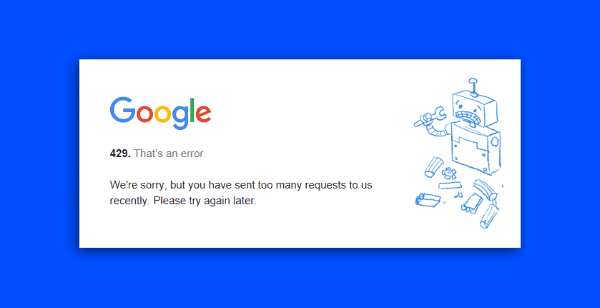 Google
429. That's an error.
We're sorry, but you have sent too many requests to us
recently. Please try again later.